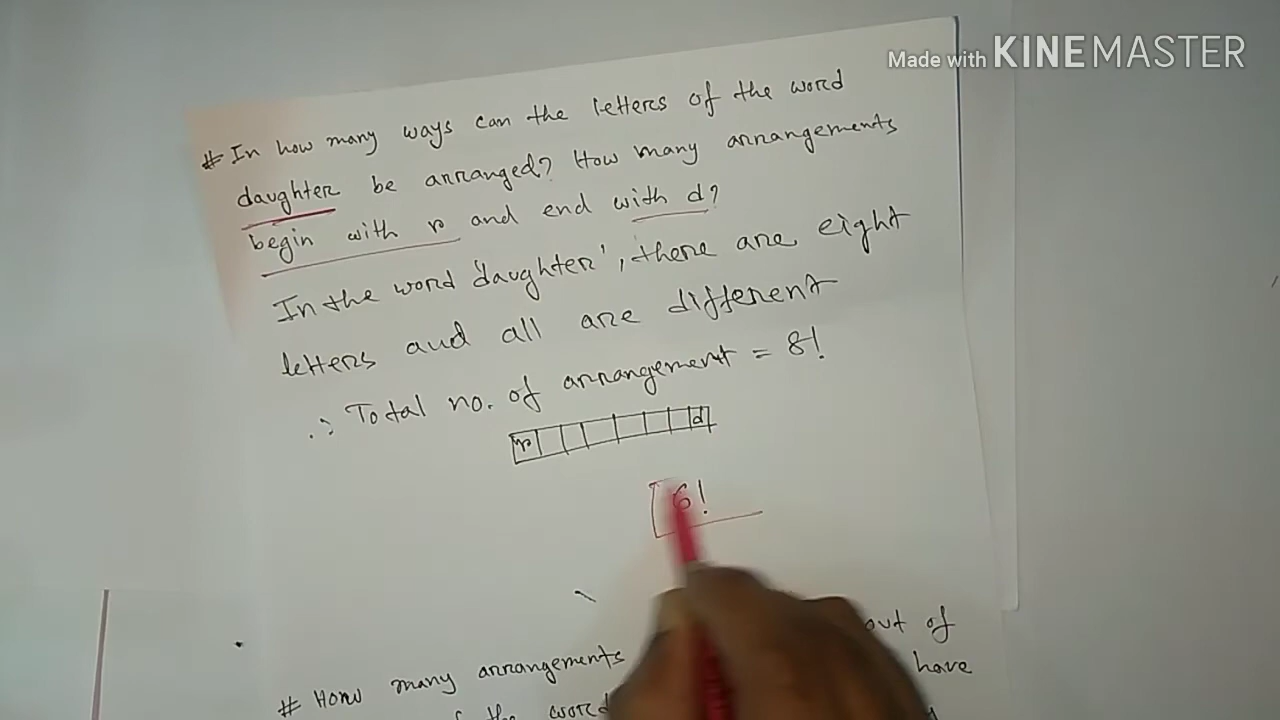 Made with KINEMASTER
# In how many ways can the letters of the word
daughter be arranged? How many arrangements
begin with r and end with d?
In the word 'daughter', there are eight
letters and all are different
∴ Total no. of arrangement = 8!
r d
6!
# How many arrangements out of
the word have